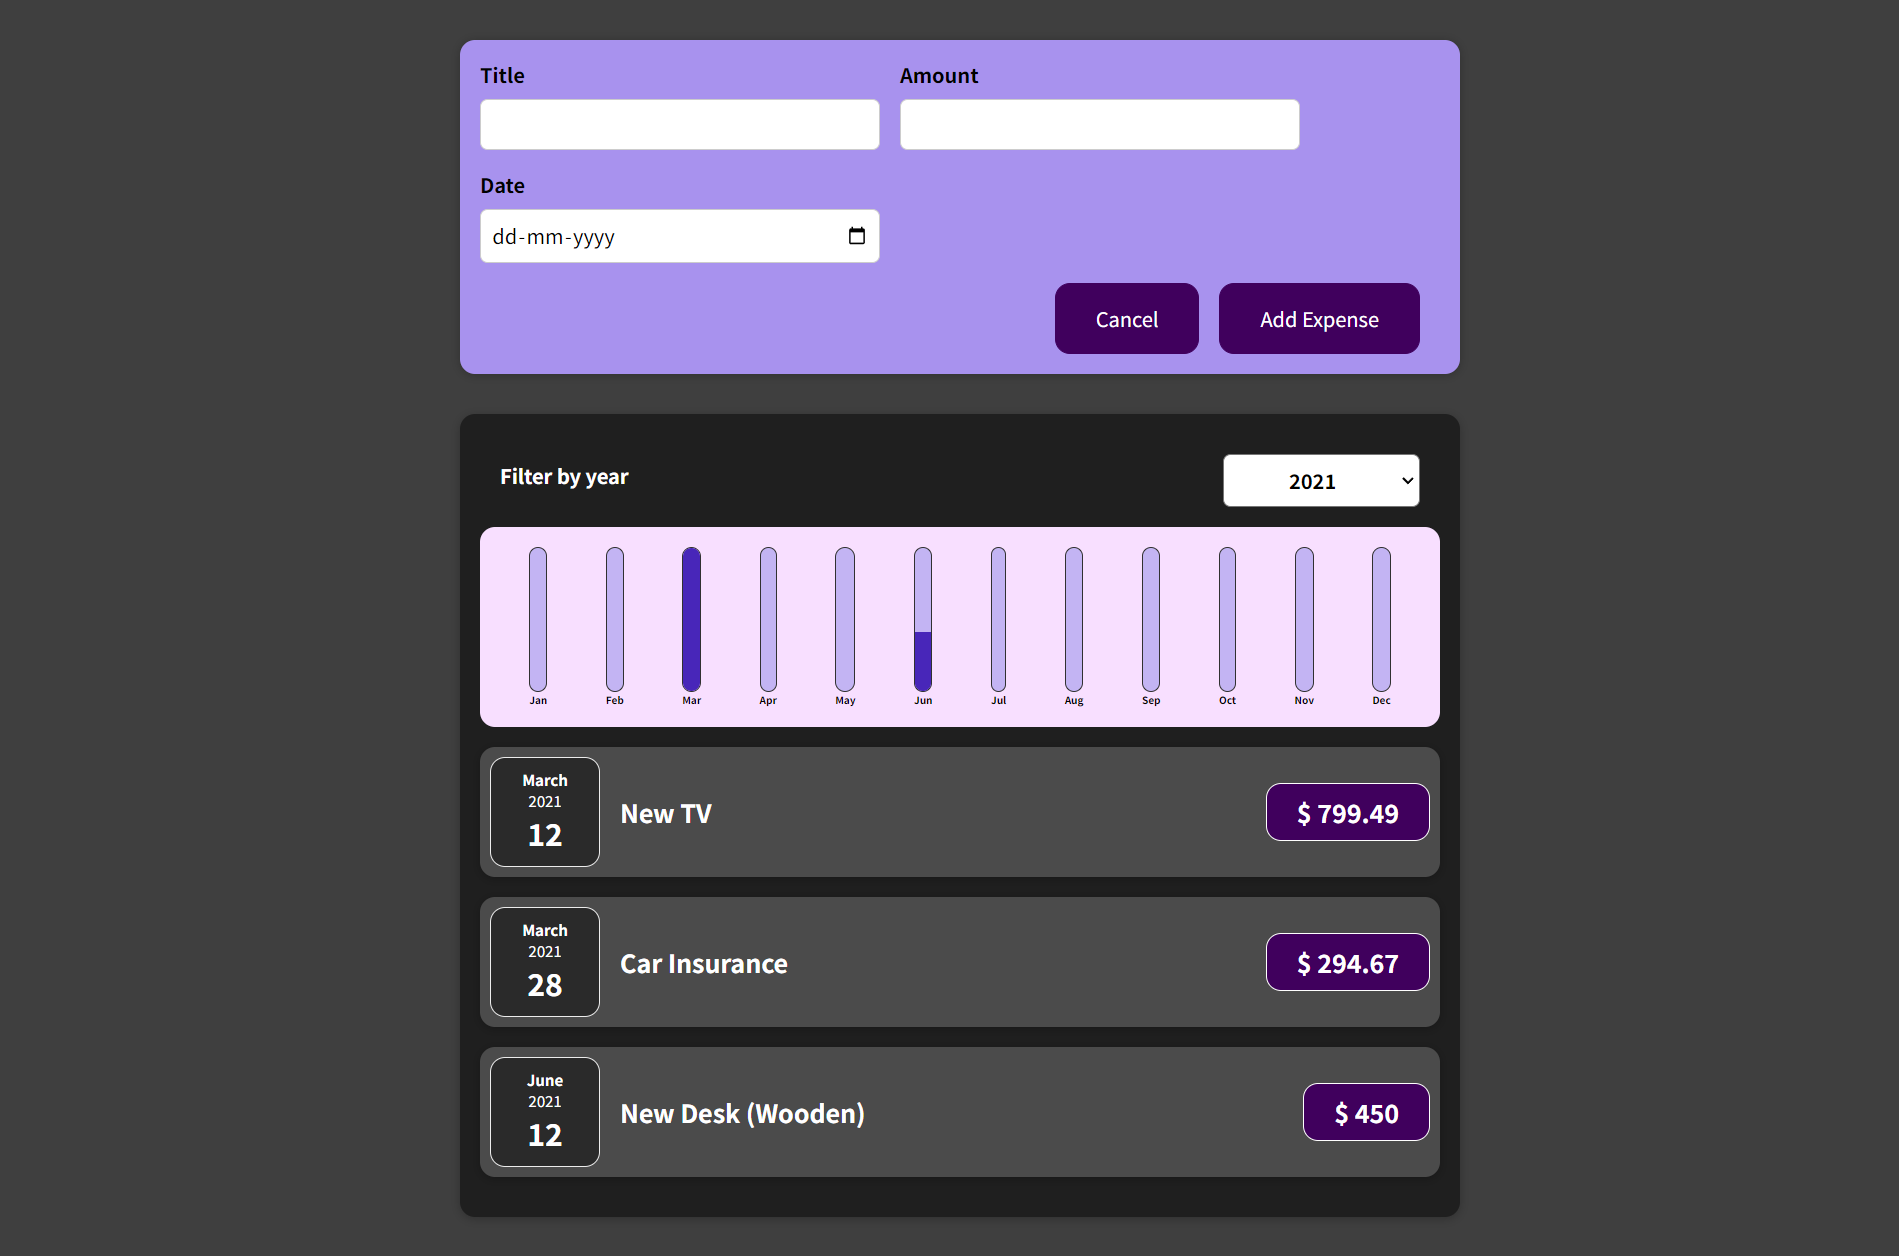 Title Amount
Date
dd-mm-yyyy
Cancel Add Expense
Filter by year 2021
Jan Feb Mar Apr May Jun Jul Aug Sep Oct Nov Dec
March
2021
12
New TV
$ 799.49
March
2021
28
Car Insurance
$ 294.67
June
2021
12
New Desk (Wooden)
$ 450